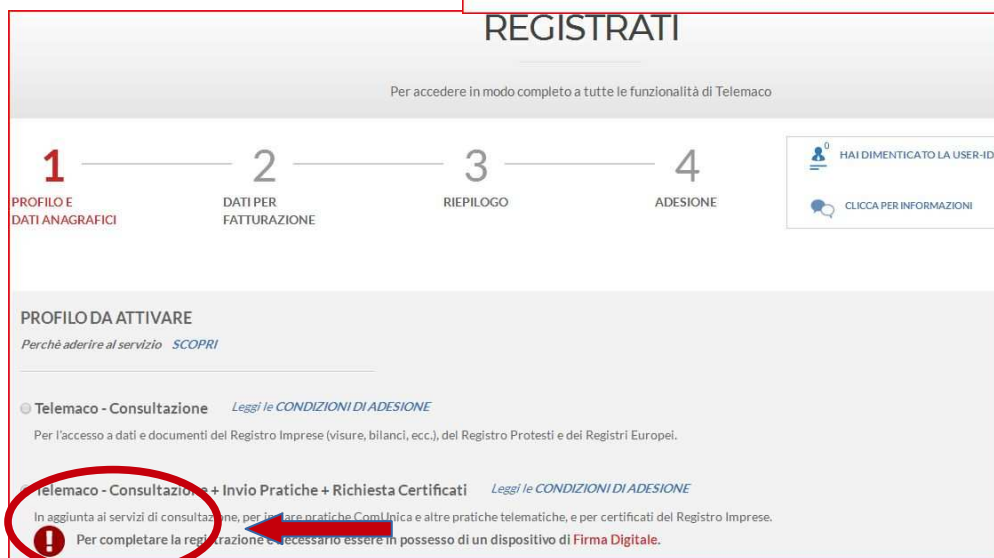 REGISTRATI
Per accedere in modo completo a tutte le funzionalità di Telemaco
1
PROFILO E
DATI ANAGRAFICI
2
DATI PER
FATTURAZIONE
3
RIEPILOGO
4
ADESIONE
0
HAI DIMENTICATO LA USER-ID
CLICCA PER INFORMAZIONI
PROFILO DA ATTIVARE
Perchè aderire al servizio SCOPRI
Telemaco - Consultazione Leggi le CONDIZIONI DI ADESIONE
Per l'accesso a dati e documenti del Registro Imprese (visure, bilanci, ecc.), del Registro Protesti e dei Registri Europei.
Telemaco - Consultazione + Invio Pratiche + Richiesta Certificati Leggi le CONDIZIONI DI ADESIONE
In aggiunta ai servizi di consultazione, per inviare pratiche ComUnica e altre pratiche telematiche, e per certificati del Registro Imprese.
! Per completare la registrazione è necessario essere in possesso di un dispositivo di Firma Digitale.